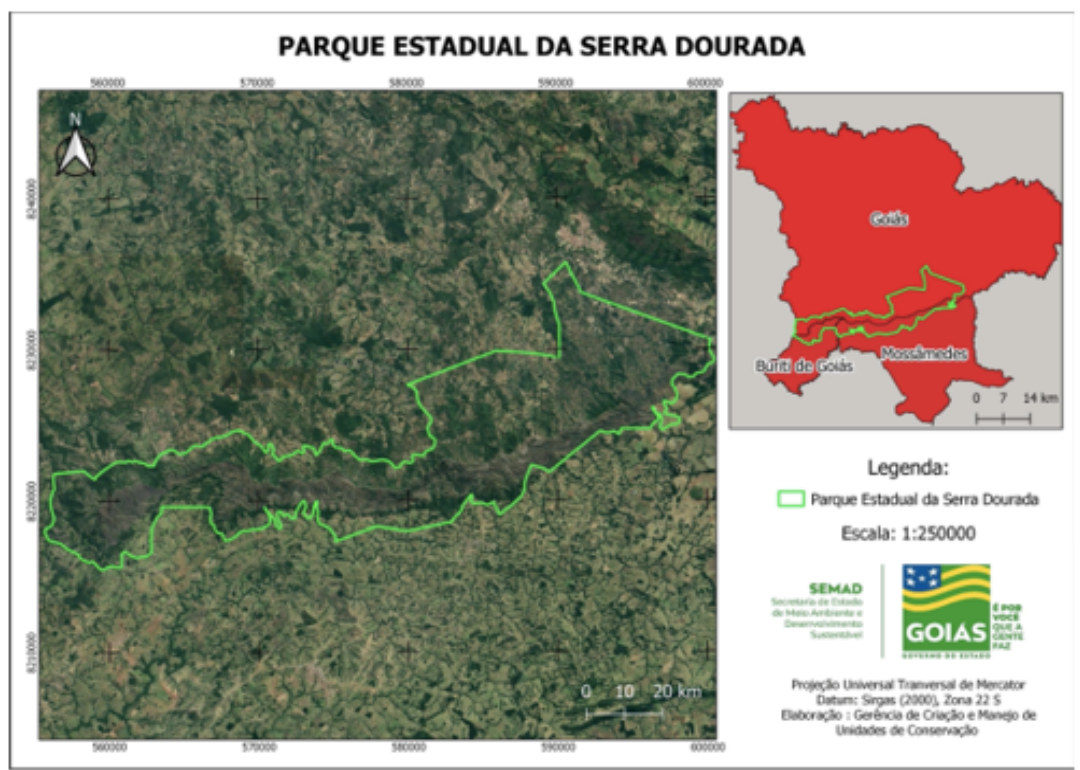 PARQUE ESTADUAL DA SERRA DOURADA
560000 570000 580000 590000 600000
N
8240000
8230000
8220000
8210000
0 10 20 km
560000 570000 580000 590000 600000
Goiás
Mossâmedes
Buriti de Goiás
0 7 14 km
Legenda:
Parque Estadual da Serra Dourada
Escala: 1:250000
SEMAD
Secretaria de Estado
de Meio Ambiente e
Desenvolvimento
Sustentável
GOIÁS
GOVERNO DO ESTADO
É POR
VOCÊ
QUE A
GENTE
FAZ
Projeção Universal Tranversal de Mercator
Datum: Sirgas (2000), Zona 22 S
Elaboração : Gerência de Criação e Manejo de
Unidades de Conservação